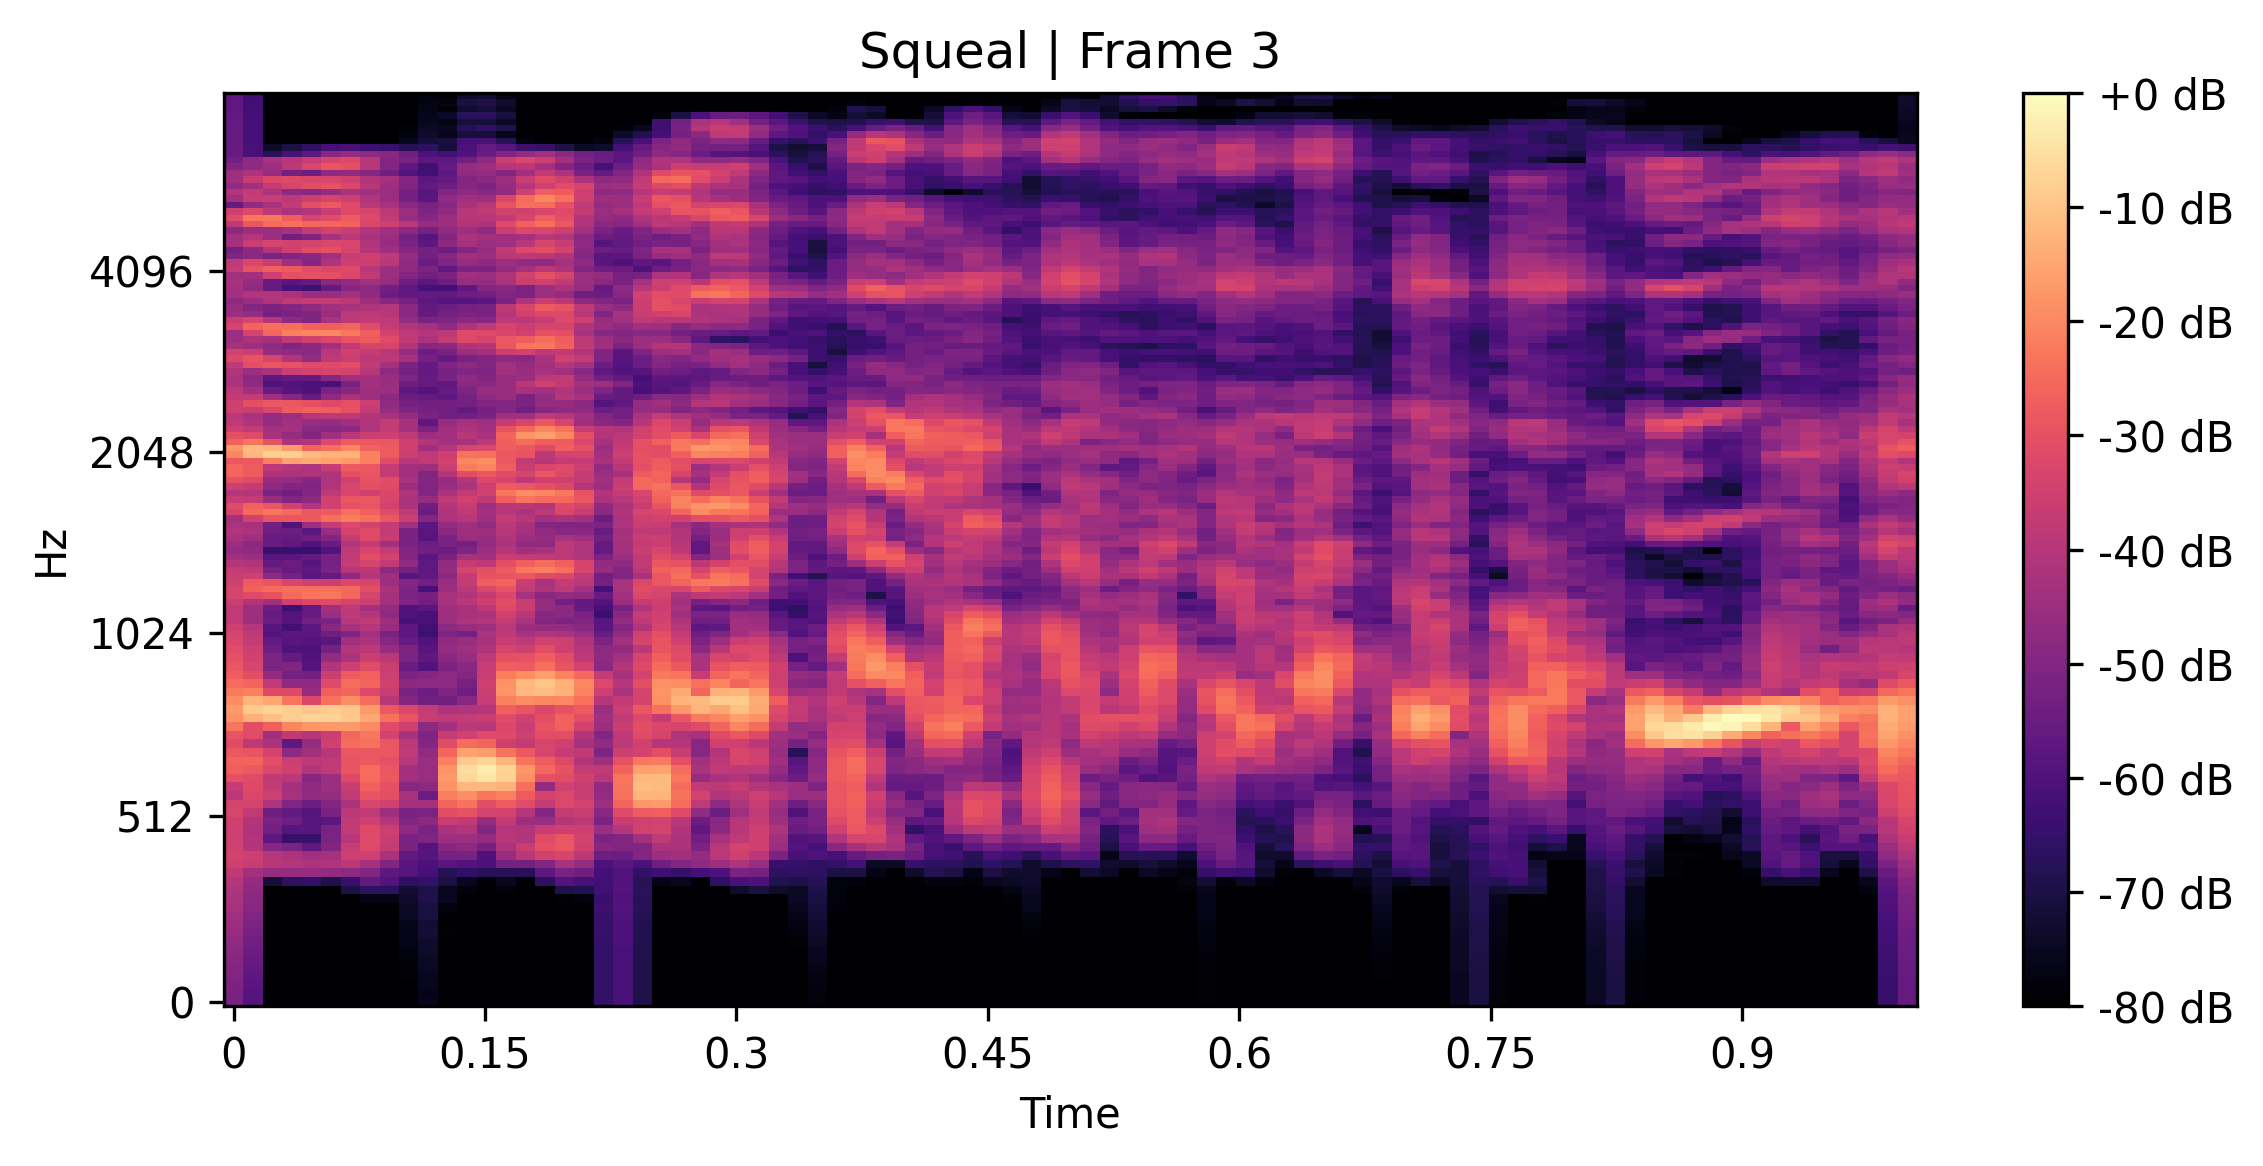 Squeal | Frame 3
+0 dB
-10 dB
-20 dB
-30 dB
-40 dB
-50 dB
-60 dB
-70 dB
-80 dB
Hz
4096
2048
1024
512
0
0 0.15 0.3 0.45 0.6 0.75 0.9
Time